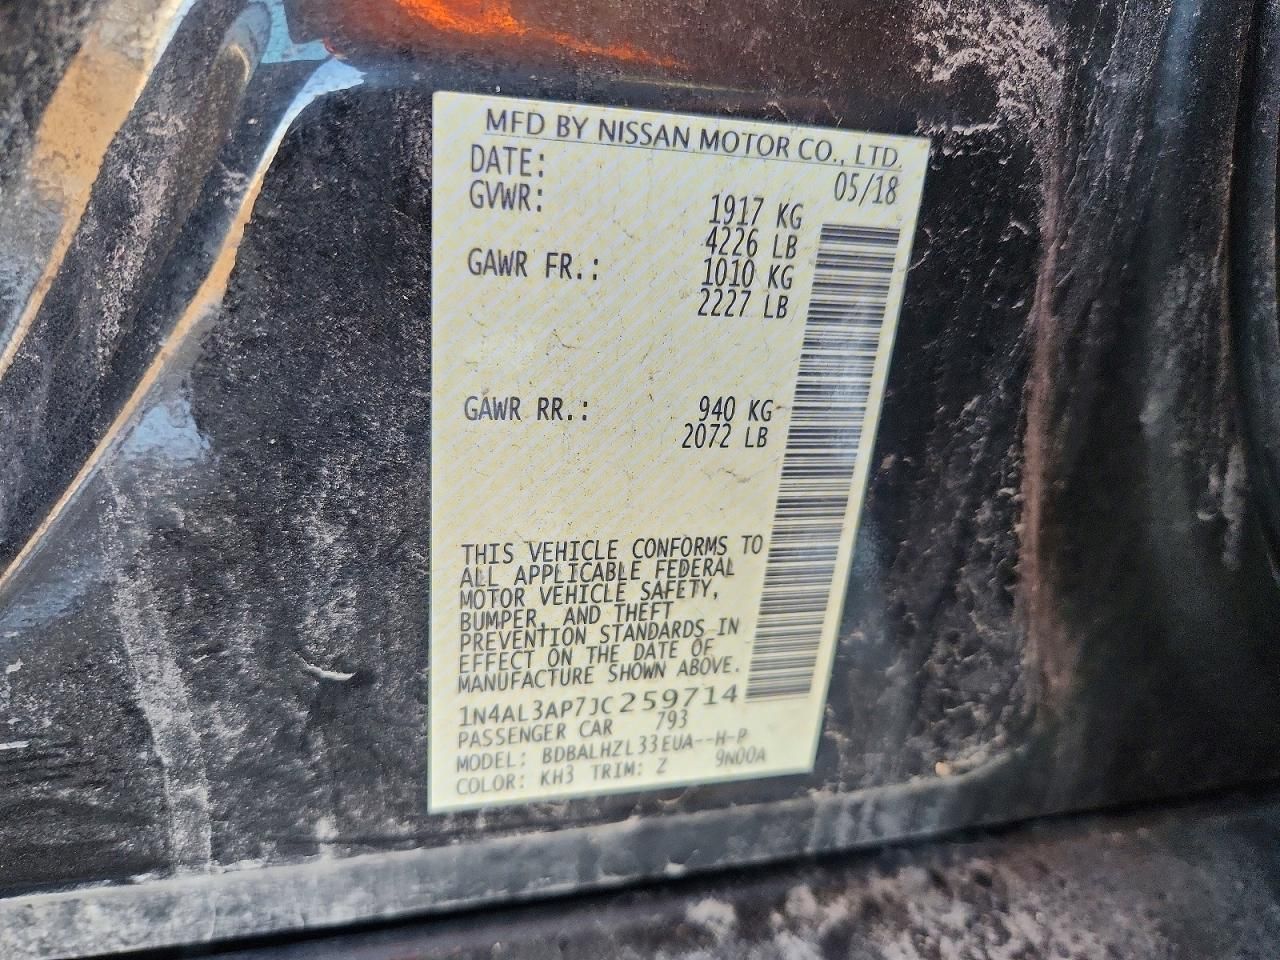 MFD BY NISSAN MOTOR CO., LTD.
DATE: 05/18
GVWR: 1917 KG
4226 LB
GAWR FR.: 1010 KG
2227 LB
GAWR RR.: 940 KG
2072 LB
THIS VEHICLE CONFORMS TO
ALL APPLICABLE FEDERAL
MOTOR VEHICLE SAFETY,
BUMPER, AND THEFT
PREVENTION STANDARDS IN
EFFECT ON THE DATE OF
MANUFACTURE SHOWN ABOVE.
1N4AL3AP7JC259714
PASSENGER CAR 793
MODEL: BDBALHZL33EUA--H-P
COLOR: KH3 TRIM: Z 9N00A